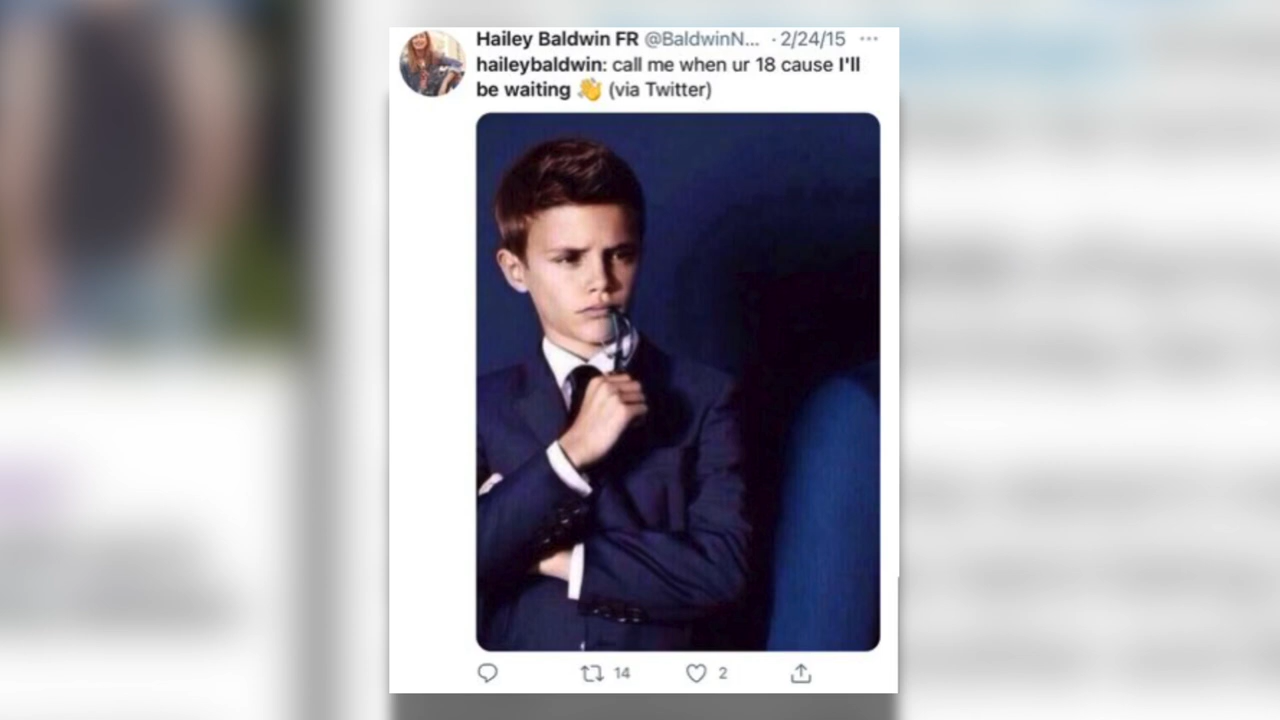 Hailey Baldwin FR @BaldwinN... · 2/24/15 ...
haileybaldwin: call me when ur 18 cause I'll
be waiting 👋 (via Twitter)
14 2